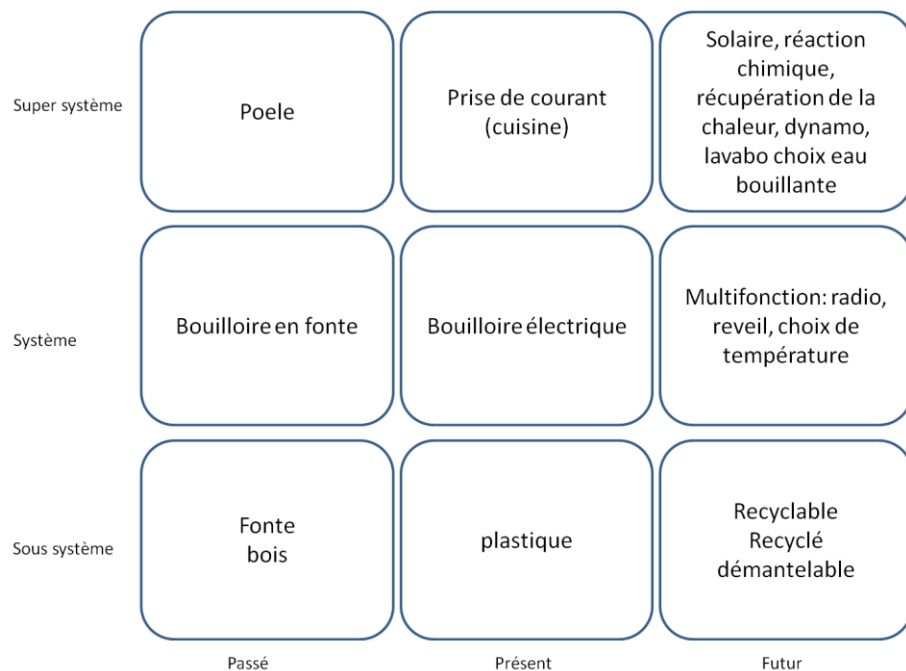 Super système
Poele
Prise de courant
(cuisine)
Solaire, réaction
chimique,
récupération de la
chaleur, dynamo,
lavabo choix eau
bouillante
Système
Bouilloire en fonte
Bouilloire électrique
Multifonction: radio,
reveil, choix de
température
Sous système
Fonte
bois
plastique
Recyclable
Recyclé
démantelable
Passé
Présent
Futur